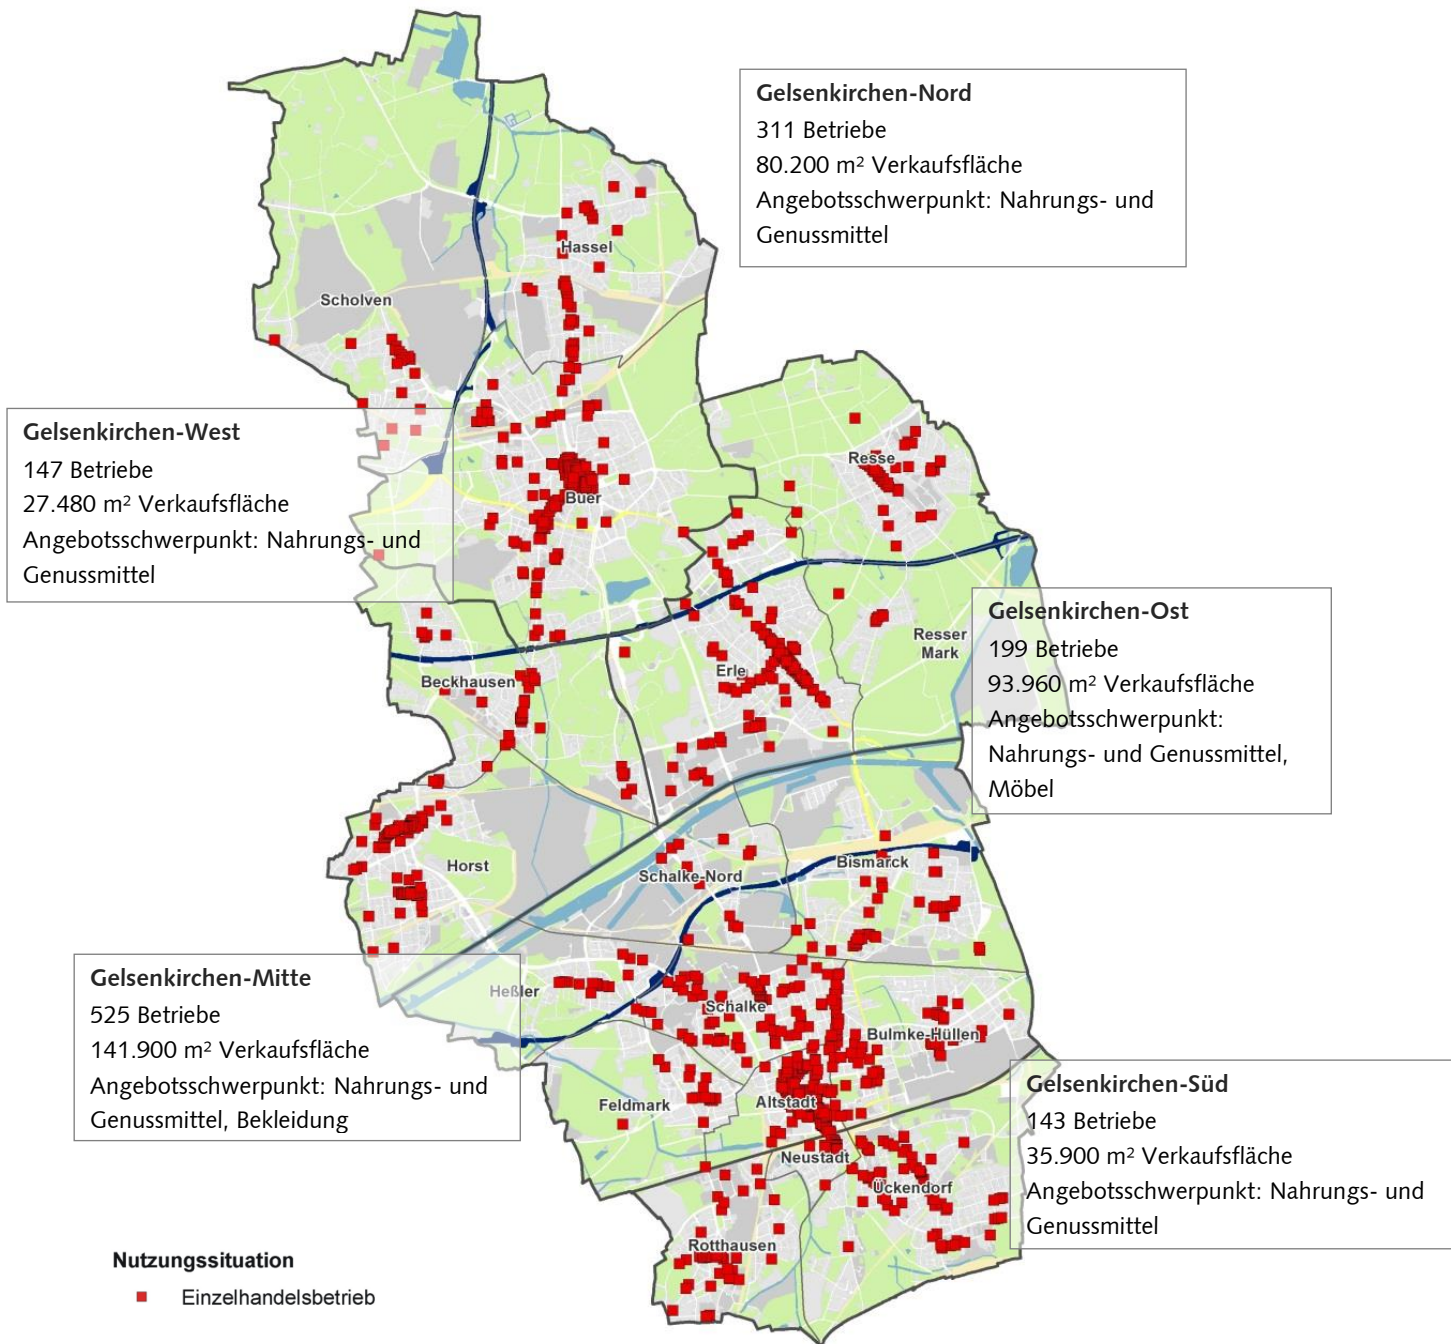 Gelsenkirchen-Nord
311 Betriebe
80.200 m² Verkaufsfläche
Angebotsschwerpunkt: Nahrungs- und
Genussmittel
Hassel
Scholven
Gelsenkirchen-West
147 Betriebe
27.480 m² Verkaufsfläche
Angebotsschwerpunkt: Nahrungs- und
Genussmittel
Buer
Resse
Resser
Mark
Erle
Beckhausen
Gelsenkirchen-Ost
199 Betriebe
93.960 m² Verkaufsfläche
Angebotsschwerpunkt:
Nahrungs- und Genussmittel,
Möbel
Horst
Schalke-Nord
Bismarck
Gelsenkirchen-Mitte
525 Betriebe
141.900 m² Verkaufsfläche
Angebotsschwerpunkt: Nahrungs- und
Genussmittel, Bekleidung
Heßler
Schalke
Bulmke-Hüllen
Feldmark
Altstadt
Neustadt
Ückendorf
Rotthausen
Gelsenkirchen-Süd
143 Betriebe
35.900 m² Verkaufsfläche
Angebotsschwerpunkt: Nahrungs- und
Genussmittel
Nutzungssituation
Einzelhandelsbetrieb